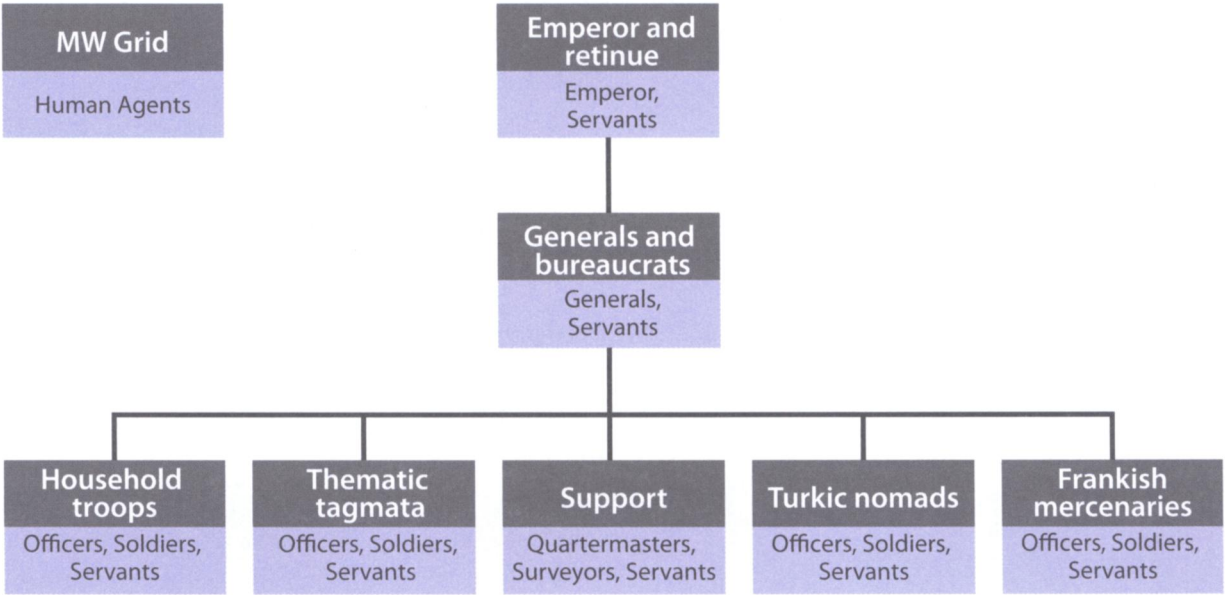 MW Grid
Human Agents
Emperor and
retinue
Emperor,
Servants
Generals and
bureaucrats
Generals,
Servants
Household
troops
Officers, Soldiers,
Servants
Thematic
tagmata
Officers, Soldiers,
Servants
Support
Quartermasters,
Surveyors, Servants
Turkic nomads
Officers, Soldiers,
Servants
Frankish
mercenaries
Officers, Soldiers,
Servants